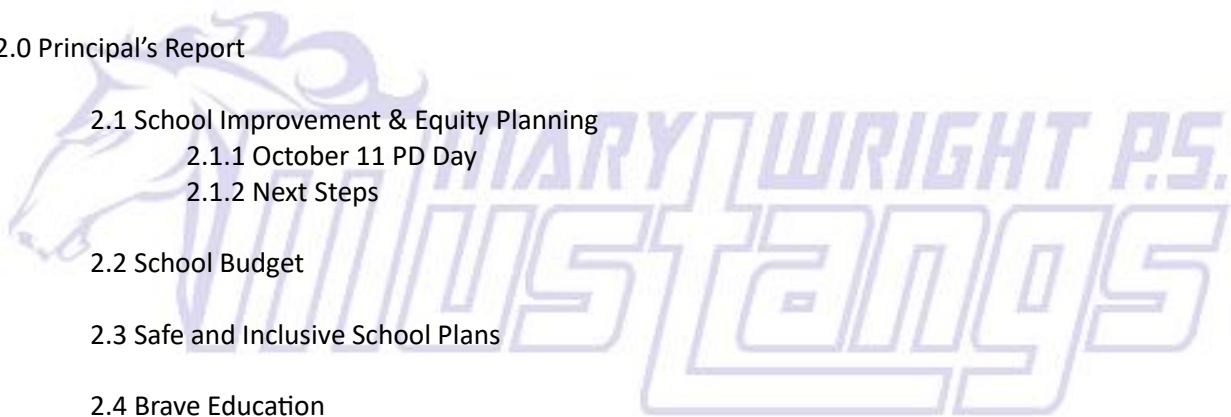 2.0 Principal’s Report
2.1 School Improvement & Equity Planning
2.1.1 October 11 PD Day
2.1.2 Next Steps
2.2 School Budget
2.3 Safe and Inclusive School Plans
2.4 Brave Education
WRIGHT P.S.
Mustangs